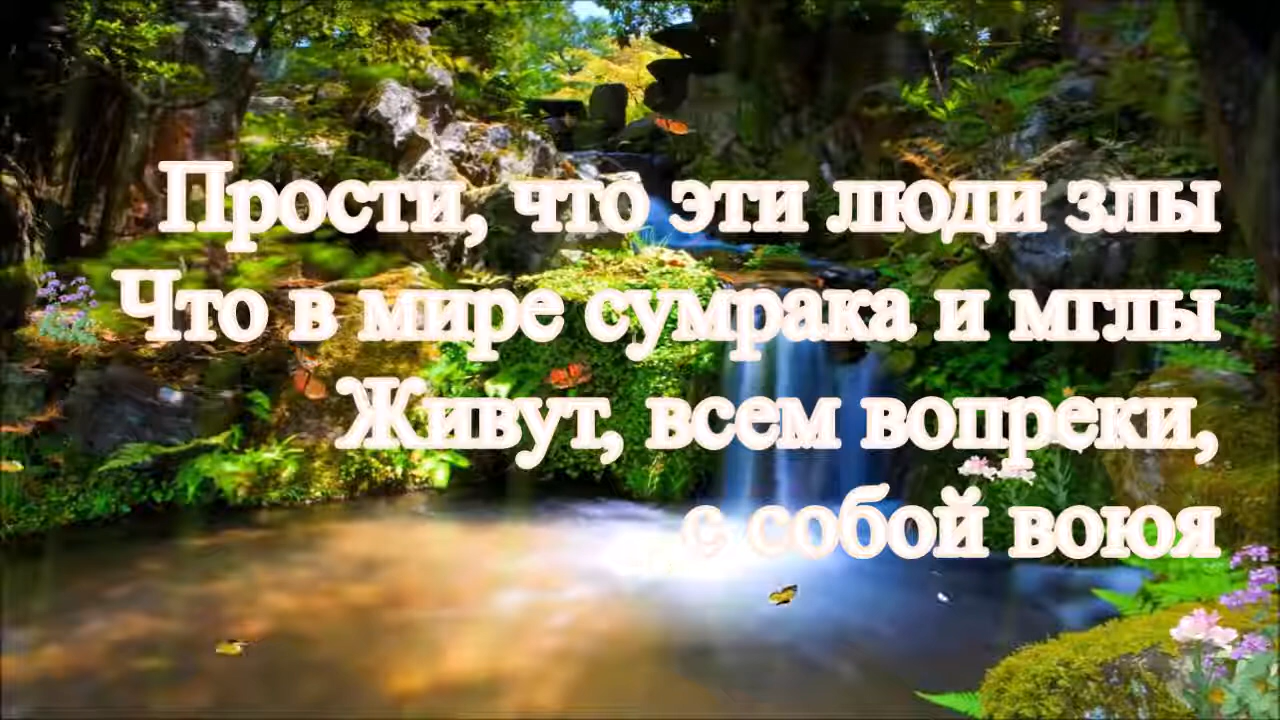 Прости, что эти люди злы
Что в мире сумрака и мглы
Живут, всем вопреки,
с собой воюя